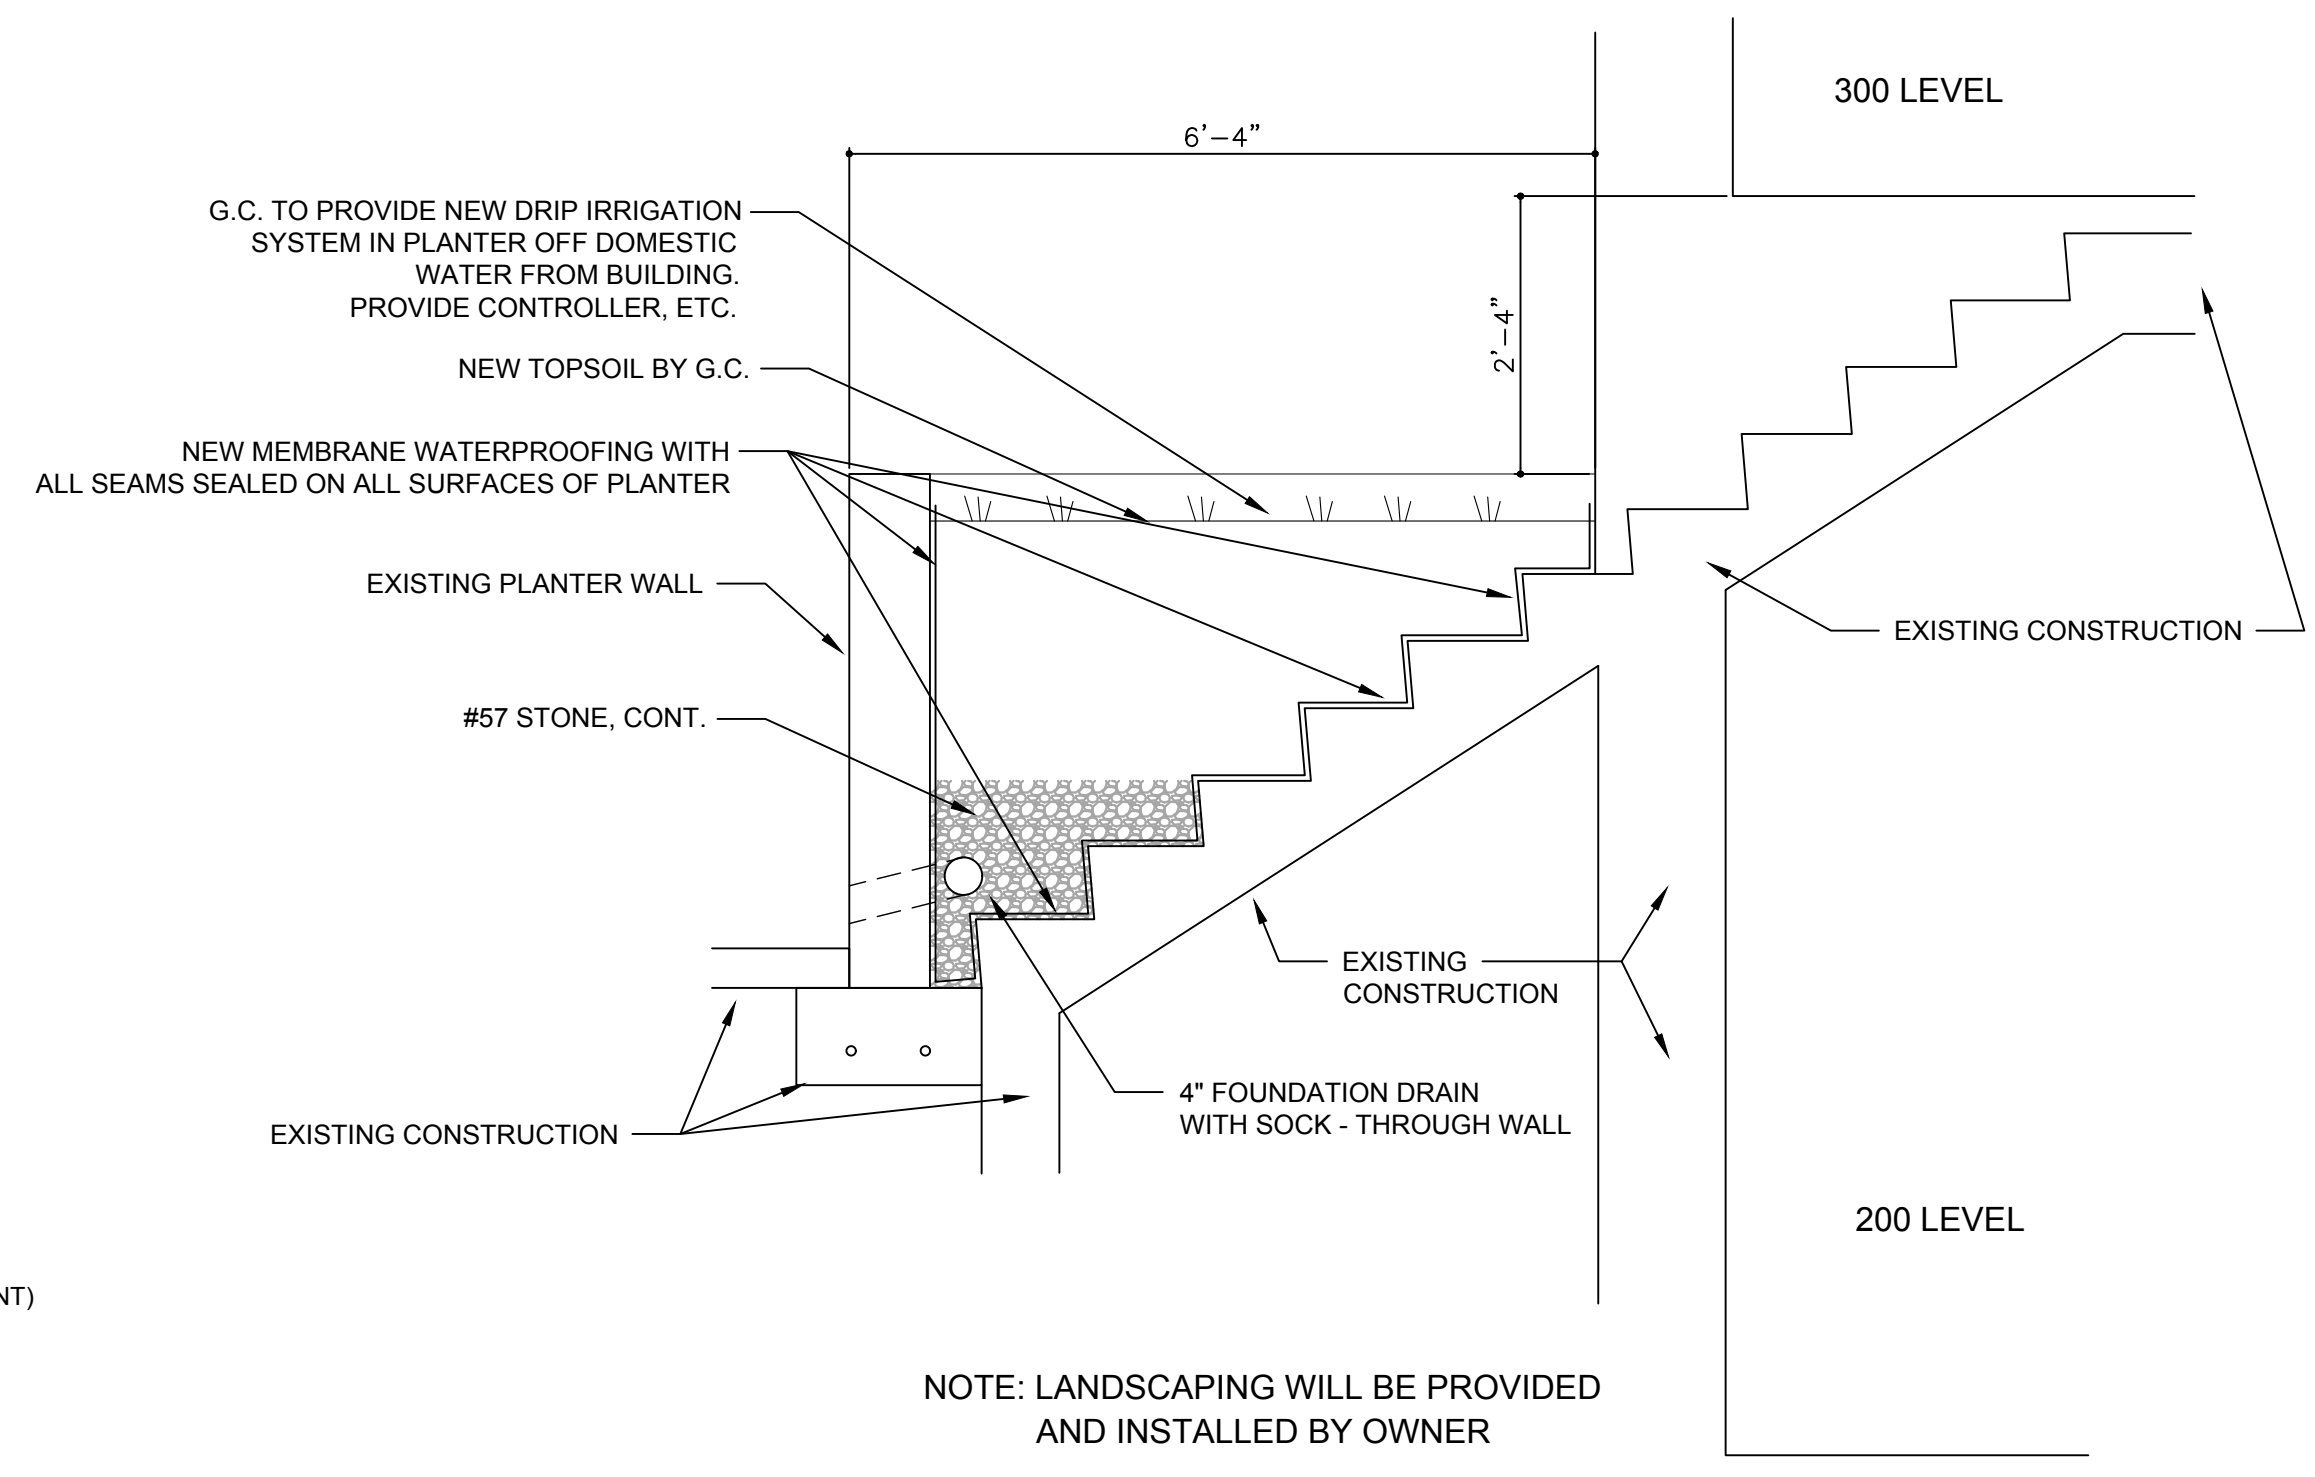 300 LEVEL
6’-4”
G.C. TO PROVIDE NEW DRIP IRRIGATION
SYSTEM IN PLANTER OFF DOMESTIC
WATER FROM BUILDING.
PROVIDE CONTROLLER, ETC.
2’-4”
NEW TOPSOIL BY G.C.
NEW MEMBRANE WATERPROOFING WITH
ALL SEAMS SEALED ON ALL SURFACES OF PLANTER
EXISTING PLANTER WALL
EXISTING CONSTRUCTION
#57 STONE, CONT.
EXISTING
CONSTRUCTION
4" FOUNDATION DRAIN
WITH SOCK - THROUGH WALL
EXISTING CONSTRUCTION
200 LEVEL
NT)
NOTE: LANDSCAPING WILL BE PROVIDED
AND INSTALLED BY OWNER